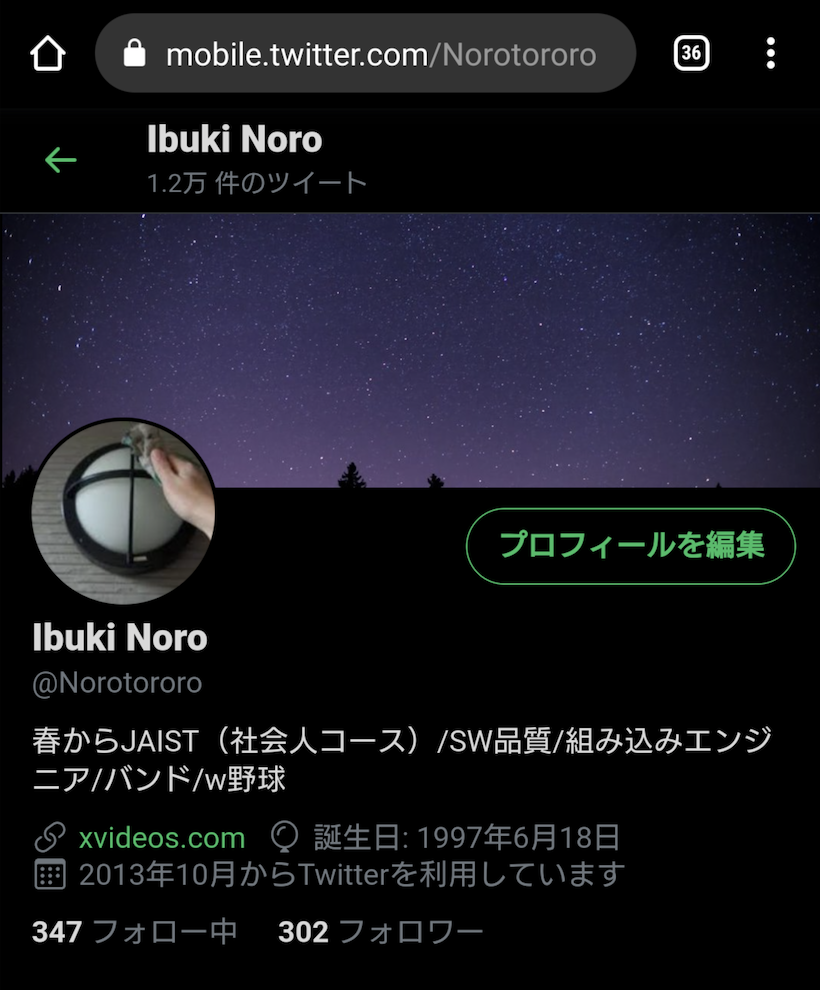 mobile.twitter.com/Norotororo
36
Ibuki Noro
1.2万 件のツイート
プロフィールを編集
Ibuki Noro
@Norotororo
春からJAIST（社会人コース）/SW品質/組み込みエンジ
ニア/バンド/w野球
xvideos.com 誕生日: 1997年6月18日
2013年10月からTwitterを利用しています
347 フォロー中 302 フォロワー